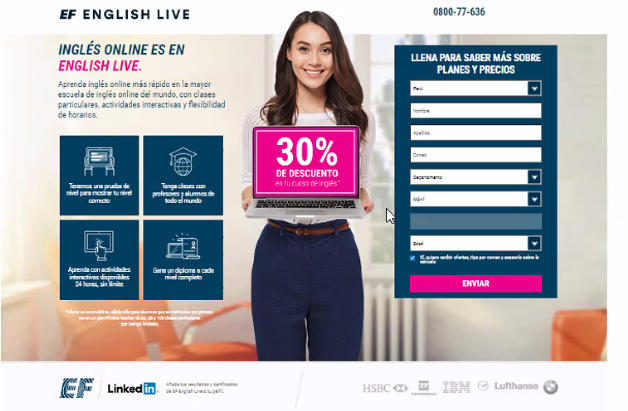 EF ENGLISH LIVE
0800-77-636
INGLÉS ONLINE ES EN
ENGLISH LIVE.
Aprenda inglés online más rápido en la mayor
escuela de inglés online del mundo, con clases
particulares, actividades interactivas y flexibilidad
de horarios.
Tenemos una prueba de
nivel para mostrar tu nivel
correcto
Tenga clases con
profesores y alumnos de
todo el mundo
Aprenda con actividades
interactivas disponibles
24 horas, sin límite
Gana un diploma a cada
nivel completo
30%
DE DESCUENTO
en tu curso de inglés*
LLENA PARA SABER MÁS SOBRE
PLANES Y PRECIOS
Perú
Nombre
Apellido
Correo
Departamento
Móvil
Edad
Sí, quiero recibir ofertas, tips por correo y asesoría sobre la
escuela
ENVIAR
EF
LinkedIn
Añade tus resultados y certificados
de EF English Live a tu perfil.
HSBC
BR
PETROBRAS
IBM
Lufthansa
BMW